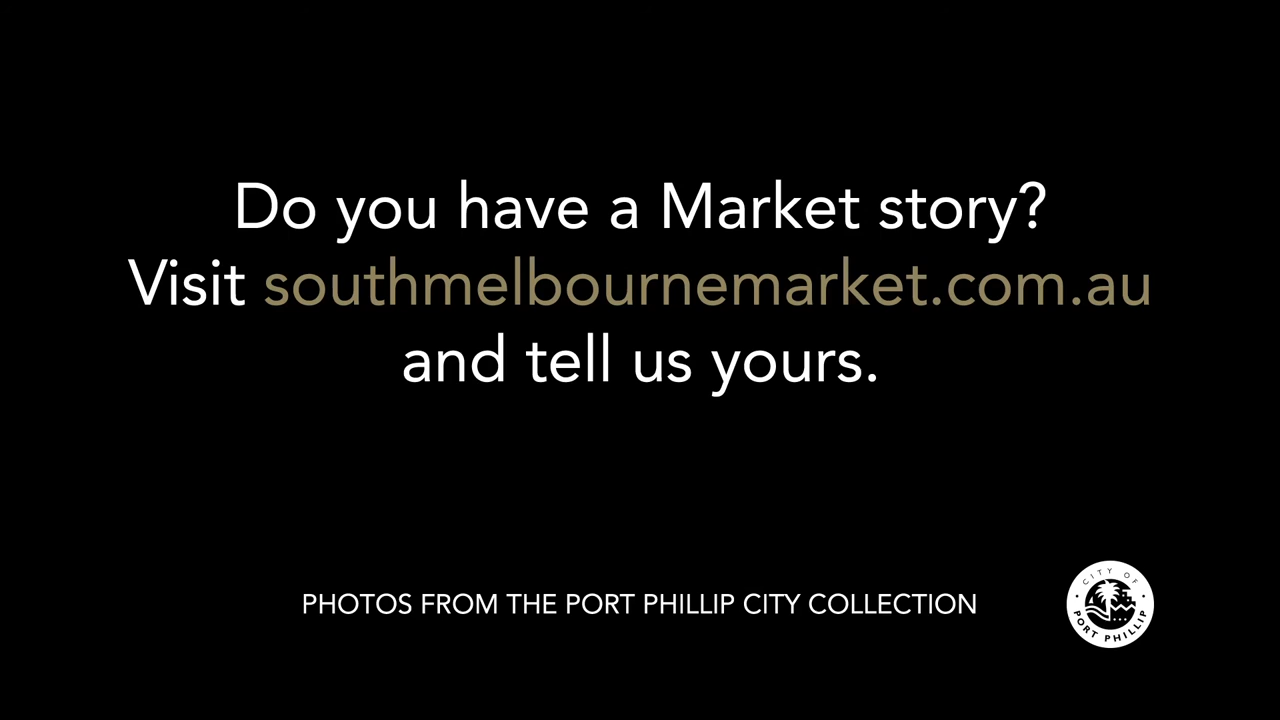 Do you have a Market story?
Visit southmelbournemarket.com.au
and tell us yours.
PHOTOS FROM THE PORT PHILLIP CITY COLLECTION
CITY OF
PORT PHILLIP